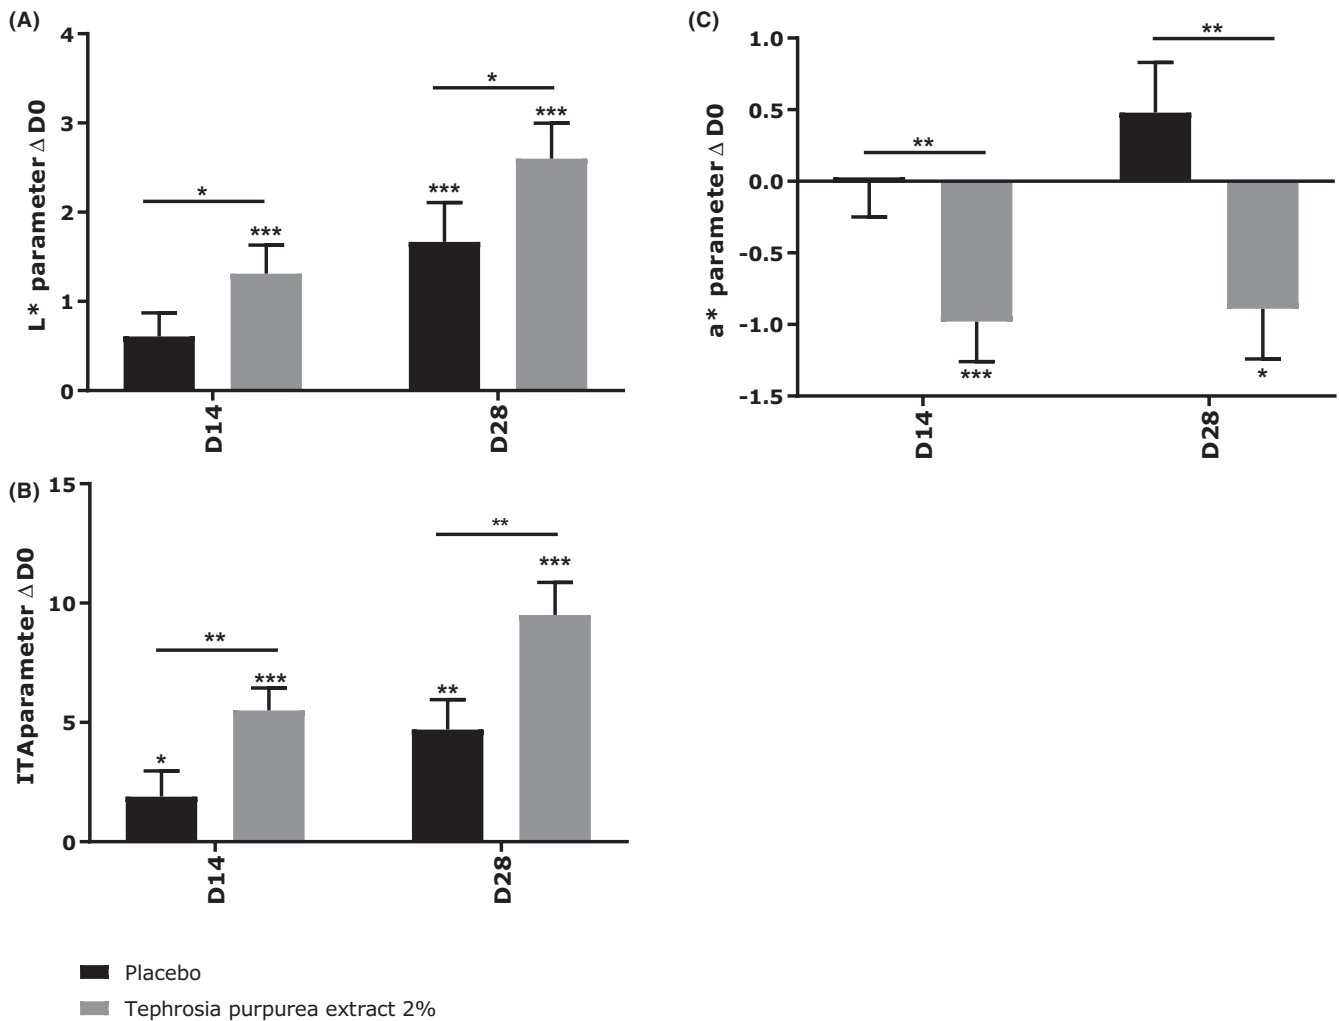 (A)
4
3
2
1
0
L* parameter Δ D0
*
***
***
*
***
D14
D28
(B)
15
10
5
0
ITAparameter Δ D0
*
**
***
**
**
***
D14
D28
(C)
1.0
0.5
0.0
-0.5
-1.0
-1.5
a* parameter Δ D0
**
***
**
*
D14
D28
Placebo
Tephrosia purpurea extract 2%